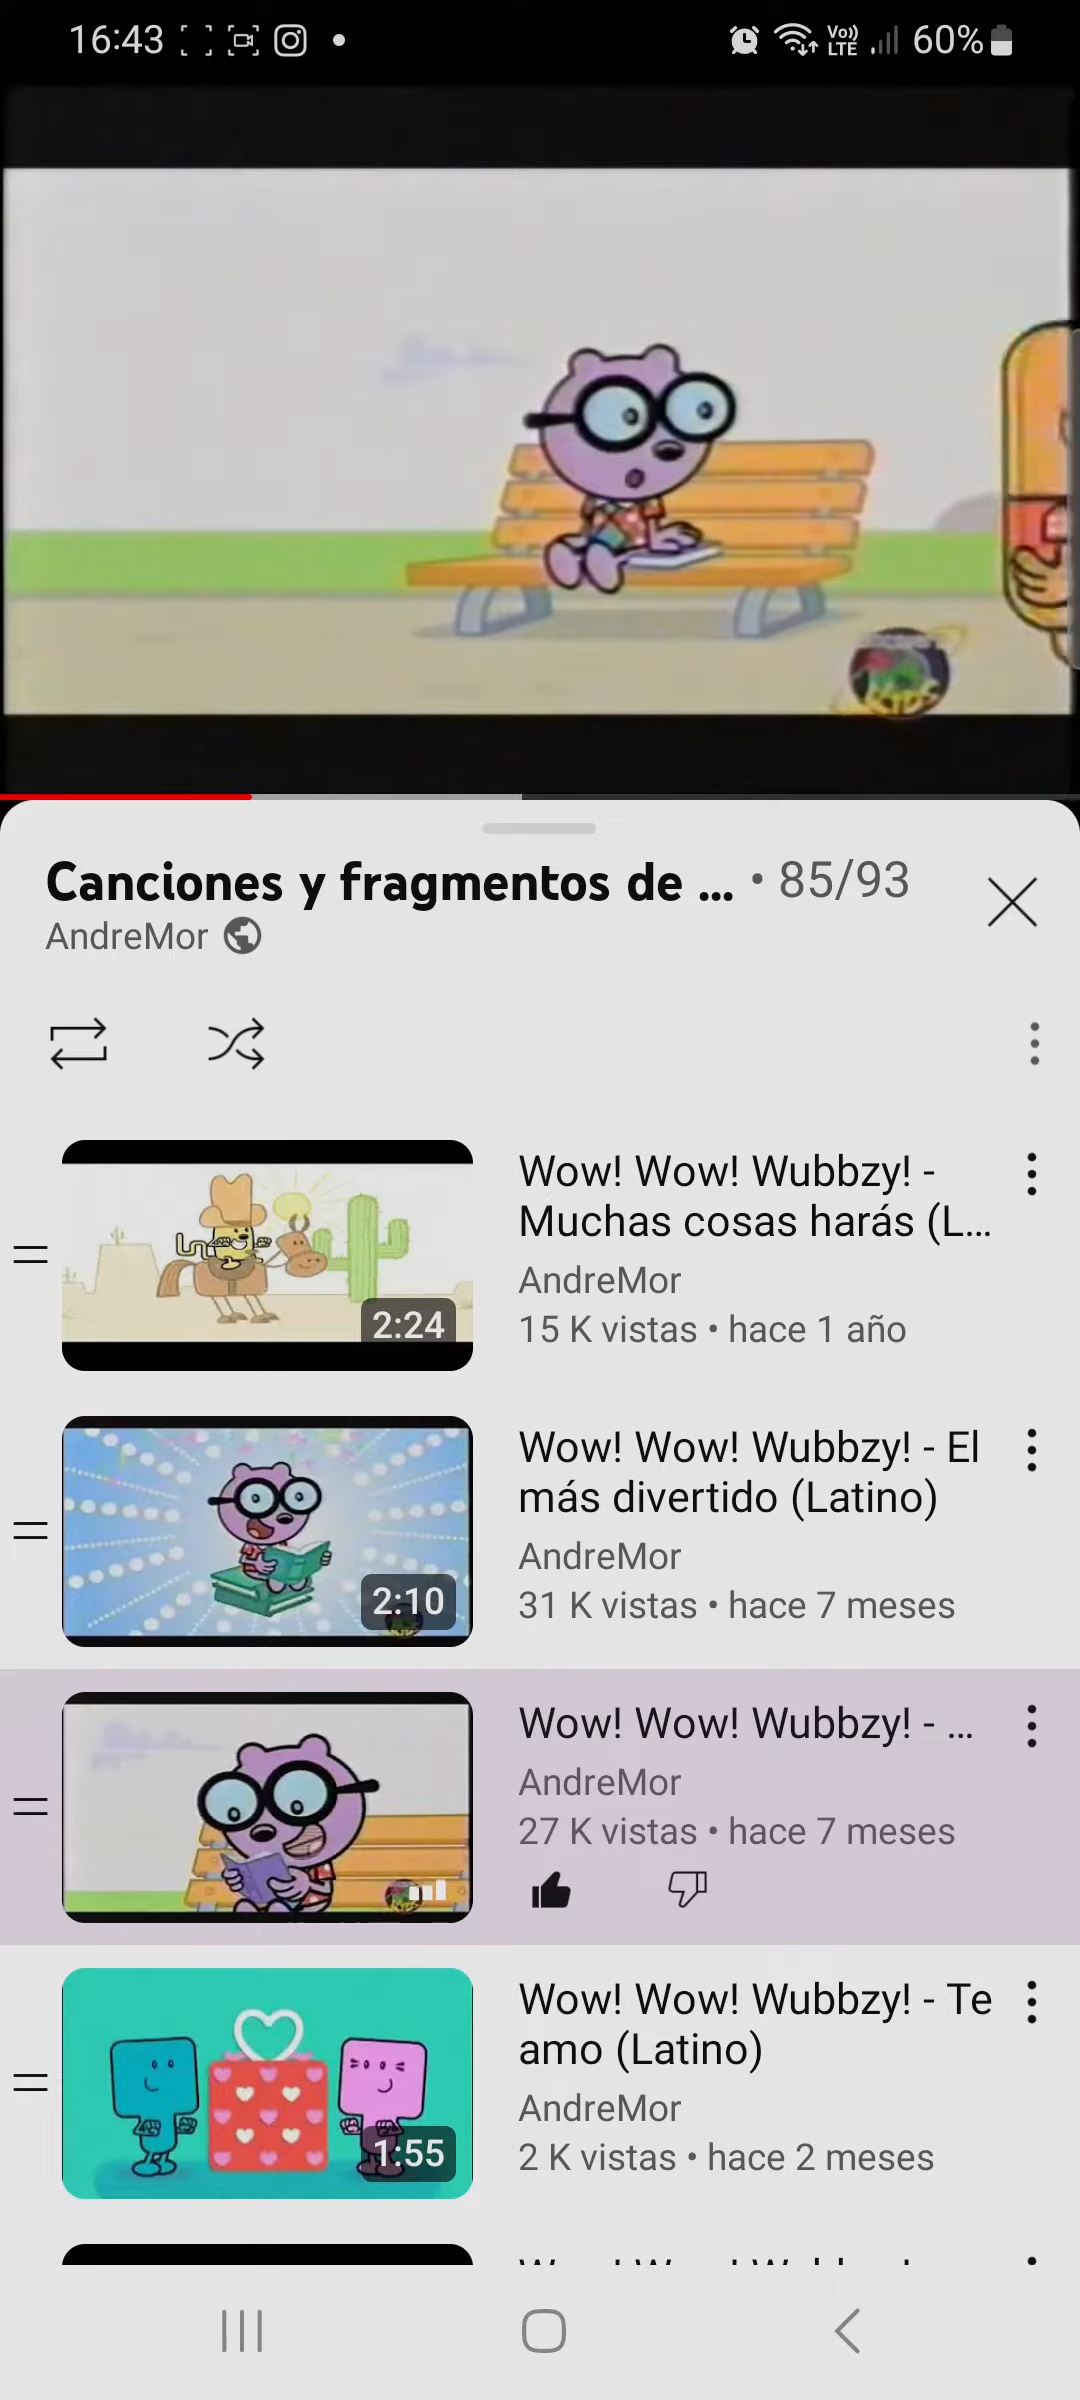 16:43
Vo)) LTE 60%
Canciones y fragmentos de ... • 85/93
AndreMor
Wow! Wow! Wubbzy! -
Muchas cosas harás (L...
AndreMor
15 K vistas • hace 1 año
2:24
Wow! Wow! Wubbzy! - El
más divertido (Latino)
AndreMor
31 K vistas • hace 7 meses
2:10
Wow! Wow! Wubbzy! - ...
AndreMor
27 K vistas • hace 7 meses
Wow! Wow! Wubbzy! - Te
amo (Latino)
AndreMor
2 K vistas • hace 2 meses
1:55